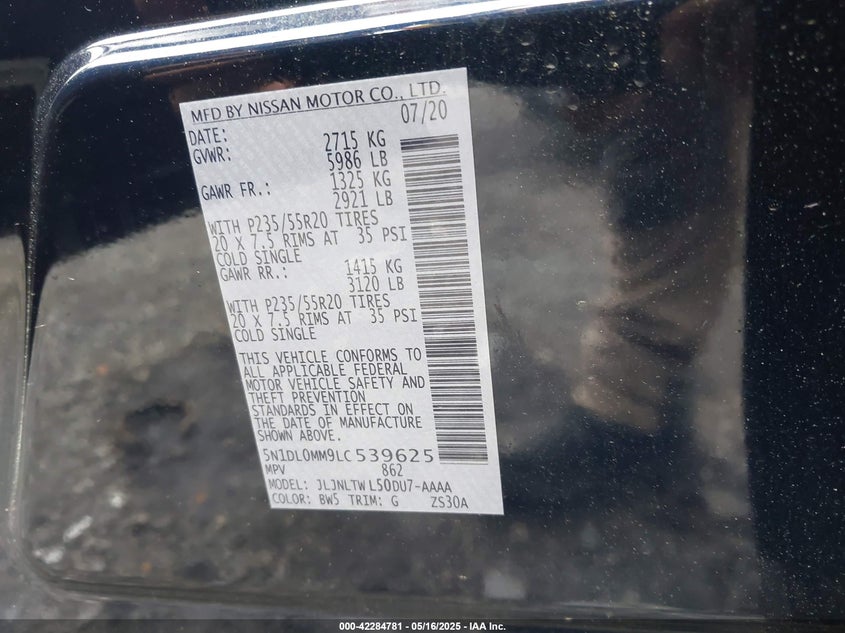 MFD BY NISSAN MOTOR CO., LTD.
DATE: 07/20
GVWR: 2715 KG
5986 LB
GAWR FR.: 1325 KG
2921 LB
WITH P235/55R20 TIRES
20 X 7.5 RIMS AT 35 PSI
COLD SINGLE
GAWR RR.: 1415 KG
3120 LB
WITH P235/55R20 TIRES
20 X 7.5 RIMS AT 35 PSI
COLD SINGLE
THIS VEHICLE CONFORMS TO
ALL APPLICABLE FEDERAL
MOTOR VEHICLE SAFETY AND
THEFT PREVENTION
STANDARDS IN EFFECT ON
THE DATE OF MANUFACTURE
SHOWN ABOVE.
5N1DL0MM9LC539625
MPV 862
MODEL: JLJNLTWL50DU7-AAAA
COLOR: BW5 TRIM: G ZS30A
000-42284781 - 05/16/2025 - IAA Inc.